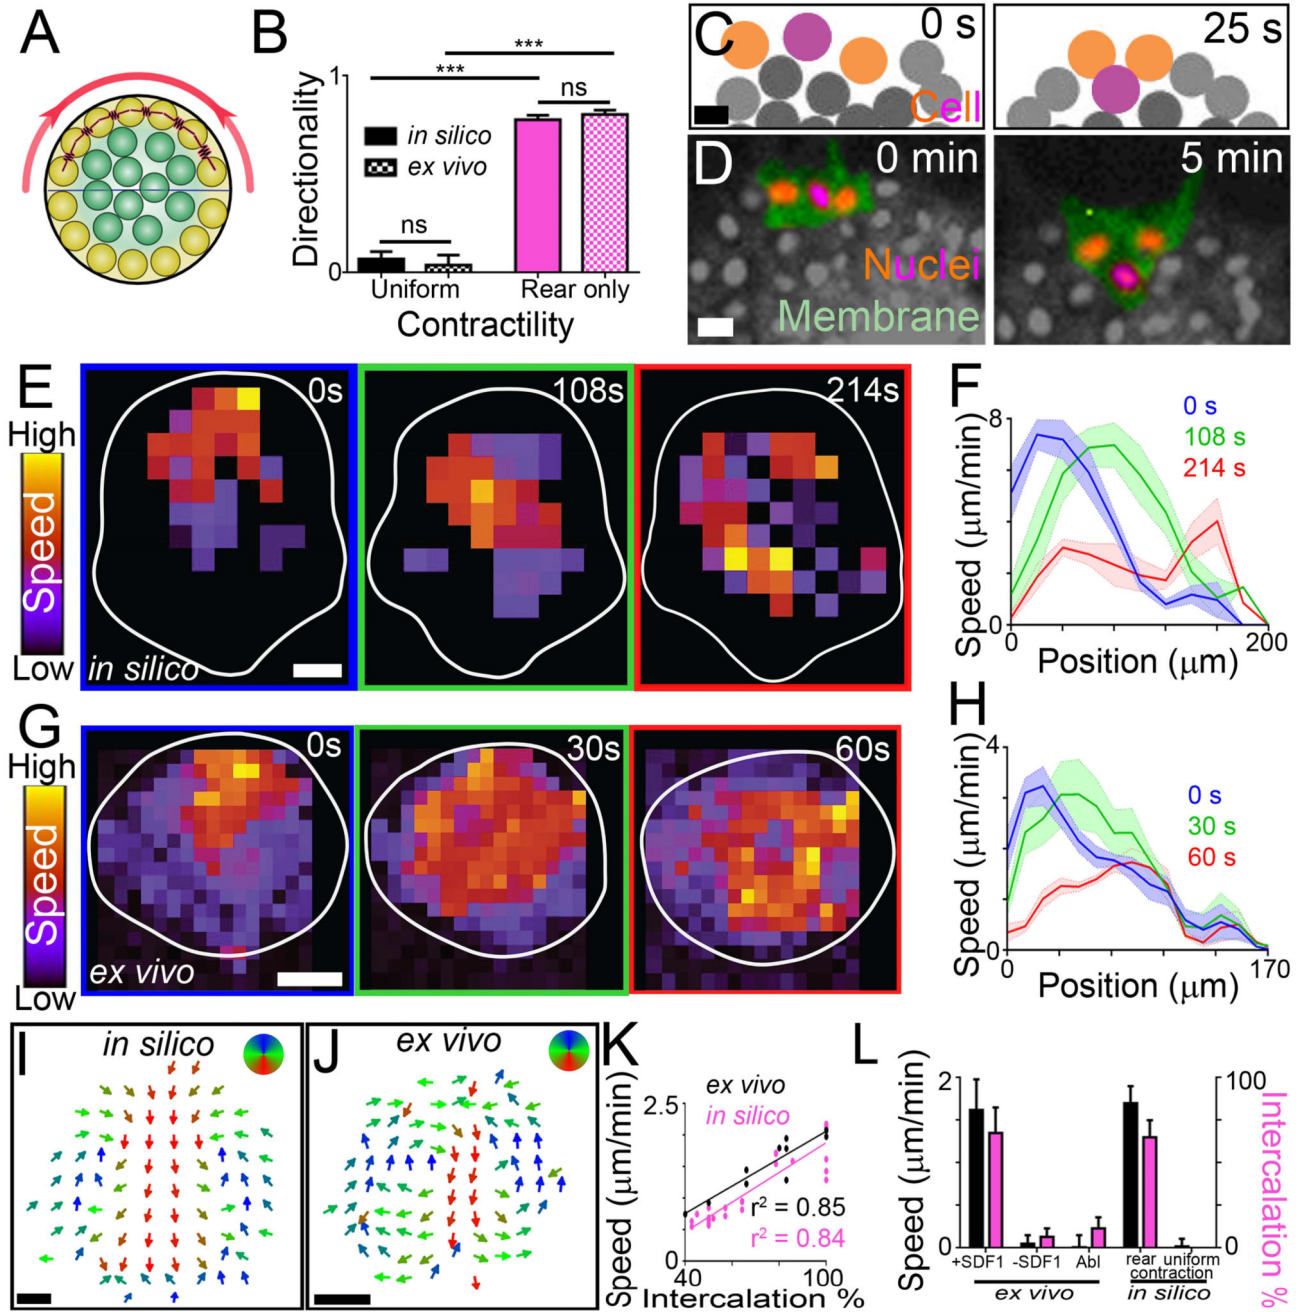 A
B
***
***
ns
1
Directionality
in silico
ex vivo
ns
0
Uniform
Rear only
Contractility
C
0 s
25 s
Cell
D
0 min
5 min
Nuclei
Membrane
E
0s
108s
214s
High
Speed
Low
in silico
F
0 s
108 s
214 s
8
Speed (μm/min)
0
0
200
Position (μm)
G
0s
30s
60s
High
Speed
Low
ex vivo
H
4
0 s
30 s
60 s
Speed (μm/min)
0
0
170
Position (μm)
I
in silico
J
ex vivo
K
ex vivo
in silico
2.5
Speed (μm/min)
r² = 0.85
r² = 0.84
0
40
100
Intercalation %
L
2
100
Speed (μm/min)
Intercalation %
0
0
+SDF1 -SDF1 Abl
rear uniform
contraction
ex vivo
in silico